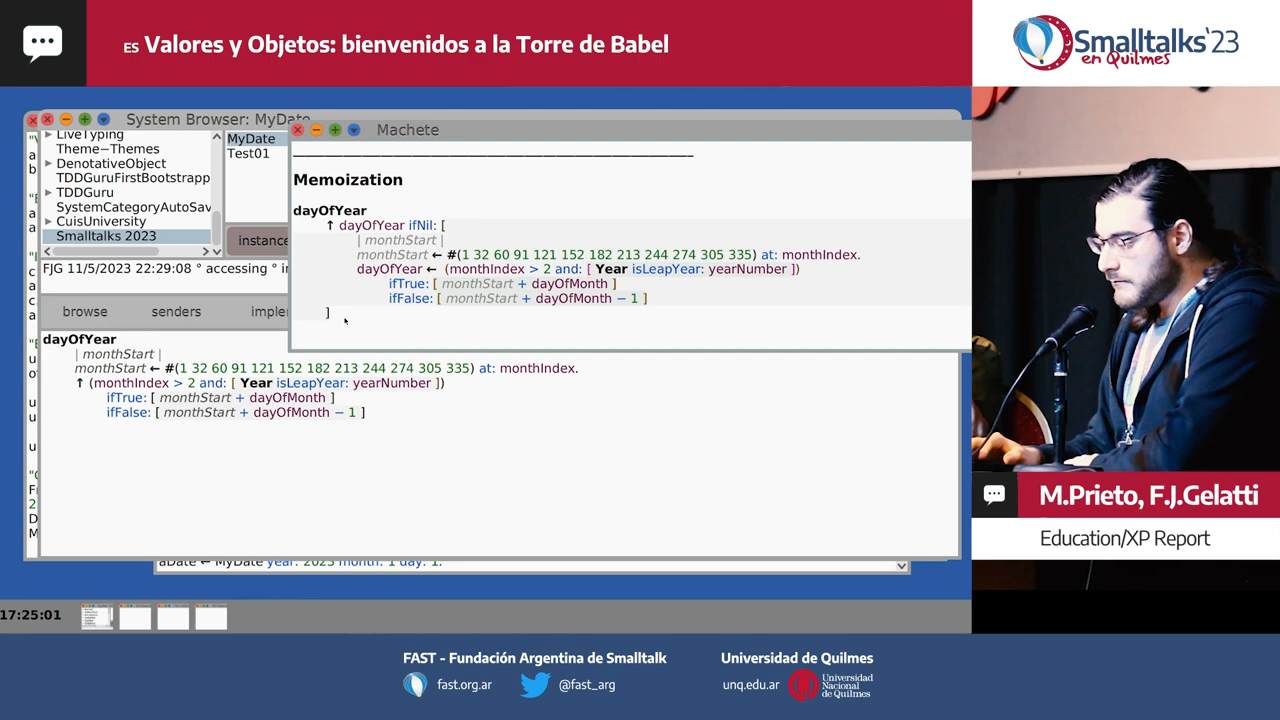 ES Valores y Objetos: bienvenidos a la Torre de Babel
Smalltalks'23
en Quilmes
System Browser: MyDate
LiveTyping
Theme-Themes
DenotativeObject
TDDGuruFirstBootstrapp
TDDGuru
SystemCategoryAutoSav
CuisUniversity
Smalltalks 2023
MyDate
Test01
instance
FJG 11/5/2023 22:29:08 ° accessing ° i
browse
senders
implem
dayOfYear
| monthStart |
monthStart ← #(1 32 60 91 121 152 182 213 244 274 305 335) at: monthIndex.
↑ (monthIndex > 2 and: [ Year isLeapYear: yearNumber ])
ifTrue: [ monthStart + dayOfMonth ]
ifFalse: [ monthStart + dayOfMonth − 1 ]
Machete
Memoization
dayOfYear
↑ dayOfYear ifNil: [
| monthStart |
monthStart ← #(1 32 60 91 121 152 182 213 244 274 305 335) at: monthIndex.
dayOfYear ← (monthIndex > 2 and: [ Year isLeapYear: yearNumber ])
ifTrue: [ monthStart + dayOfMonth ]
ifFalse: [ monthStart + dayOfMonth − 1 ]
]
aDate ← MyDate year: 2023 month: 1 day: 1.
17:25:01
M.Prieto, F.J.Gelatti
Education/XP Report
FAST - Fundación Argentina de Smalltalk
fast.org.ar
@fast_arg
Universidad de Quilmes
unq.edu.ar
Universidad
Nacional
de Quilmes